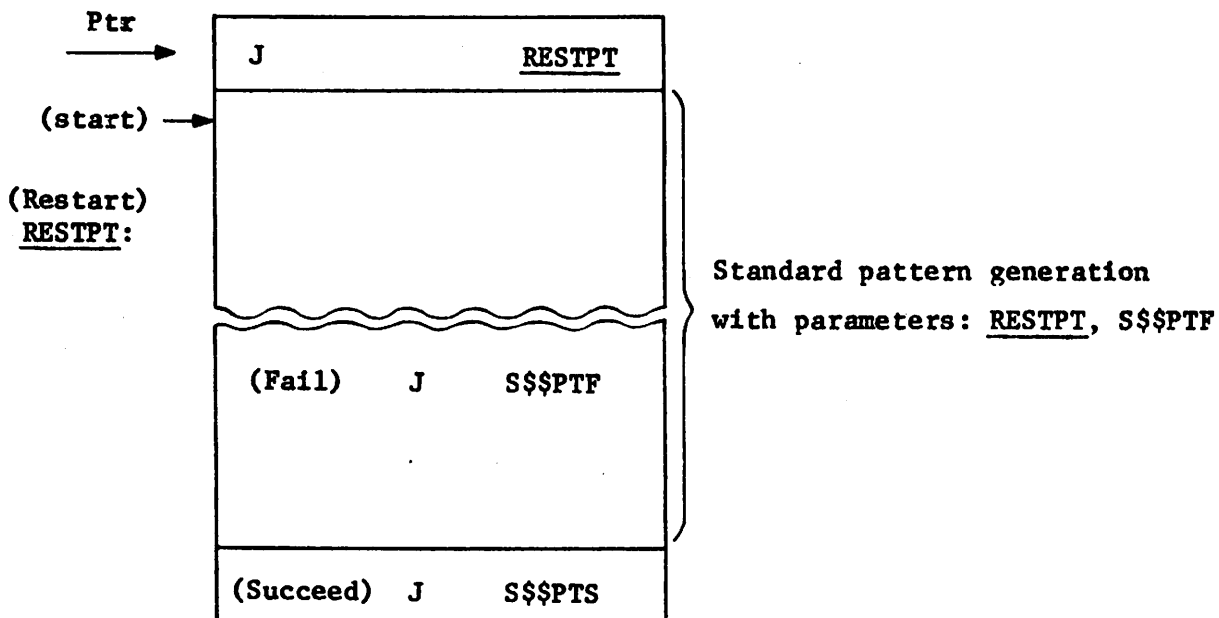 Ptr
J RESTPT
(start)
(Restart)
RESTPT:
Standard pattern generation
with parameters: RESTPT, S$$PTF
(Fail) J S$$PTF
(Succeed) J S$$PTS